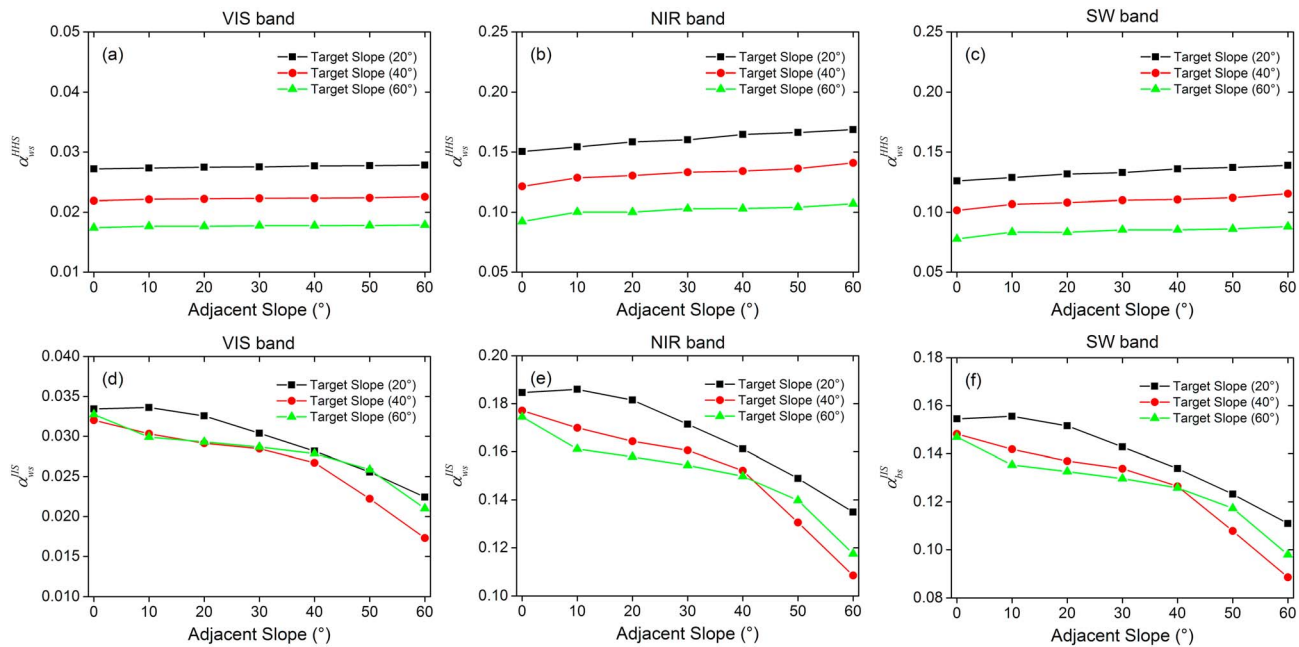 VIS band
(a)
Target Slope (20°)
Target Slope (40°)
Target Slope (60°)
0.05
0.04
0.03
0.02
0.01
α_ws^HHS
0 10 20 30 40 50 60
Adjacent Slope (°)
NIR band
(b)
Target Slope (20°)
Target Slope (40°)
Target Slope (60°)
0.25
0.20
0.15
0.10
0.05
α_ws^HHS
0 10 20 30 40 50 60
Adjacent Slope (°)
SW band
(c)
Target Slope (20°)
Target Slope (40°)
Target Slope (60°)
0.25
0.20
0.15
0.10
0.05
α_ws^HHS
0 10 20 30 40 50 60
Adjacent Slope (°)
VIS band
(d)
Target Slope (20°)
Target Slope (40°)
Target Slope (60°)
0.040
0.035
0.030
0.025
0.020
0.015
0.010
α_ws^IIS
0 10 20 30 40 50 60
Adjacent Slope (°)
NIR band
(e)
Target Slope (20°)
Target Slope (40°)
Target Slope (60°)
0.20
0.18
0.16
0.14
0.12
0.10
α_ws^IIS
0 10 20 30 40 50 60
Adjacent Slope (°)
SW band
(f)
Target Slope (20°)
Target Slope (40°)
Target Slope (60°)
0.18
0.16
0.14
0.12
0.10
0.08
α_bs^IIS
0 10 20 30 40 50 60
Adjacent Slope (°)